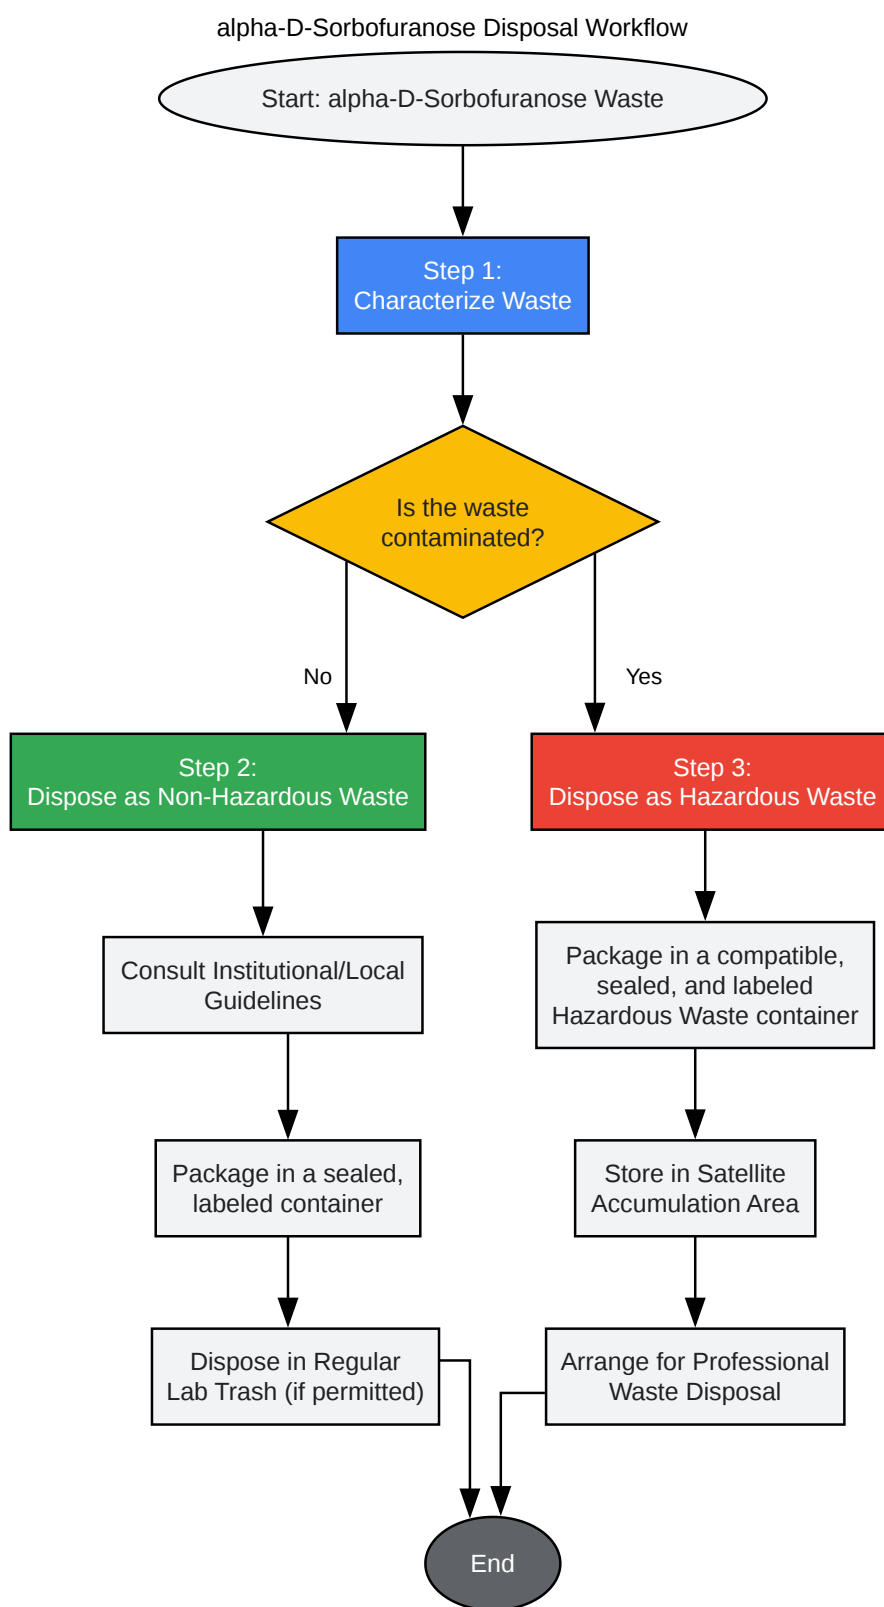 alpha-D-Sorbofuranose Disposal Workflow
Start: alpha-D-Sorbofuranose Waste
Step 1:
Characterize Waste
Is the waste
contaminated?
No
Yes
Step 2:
Dispose as Non-Hazardous Waste
Step 3:
Dispose as Hazardous Waste
Consult Institutional/Local
Guidelines
Package in a compatible,
sealed, and labeled
Hazardous Waste container
Package in a sealed,
labeled container
Store in Satellite
Accumulation Area
Dispose in Regular
Lab Trash (if permitted)
Arrange for Professional
Waste Disposal
End